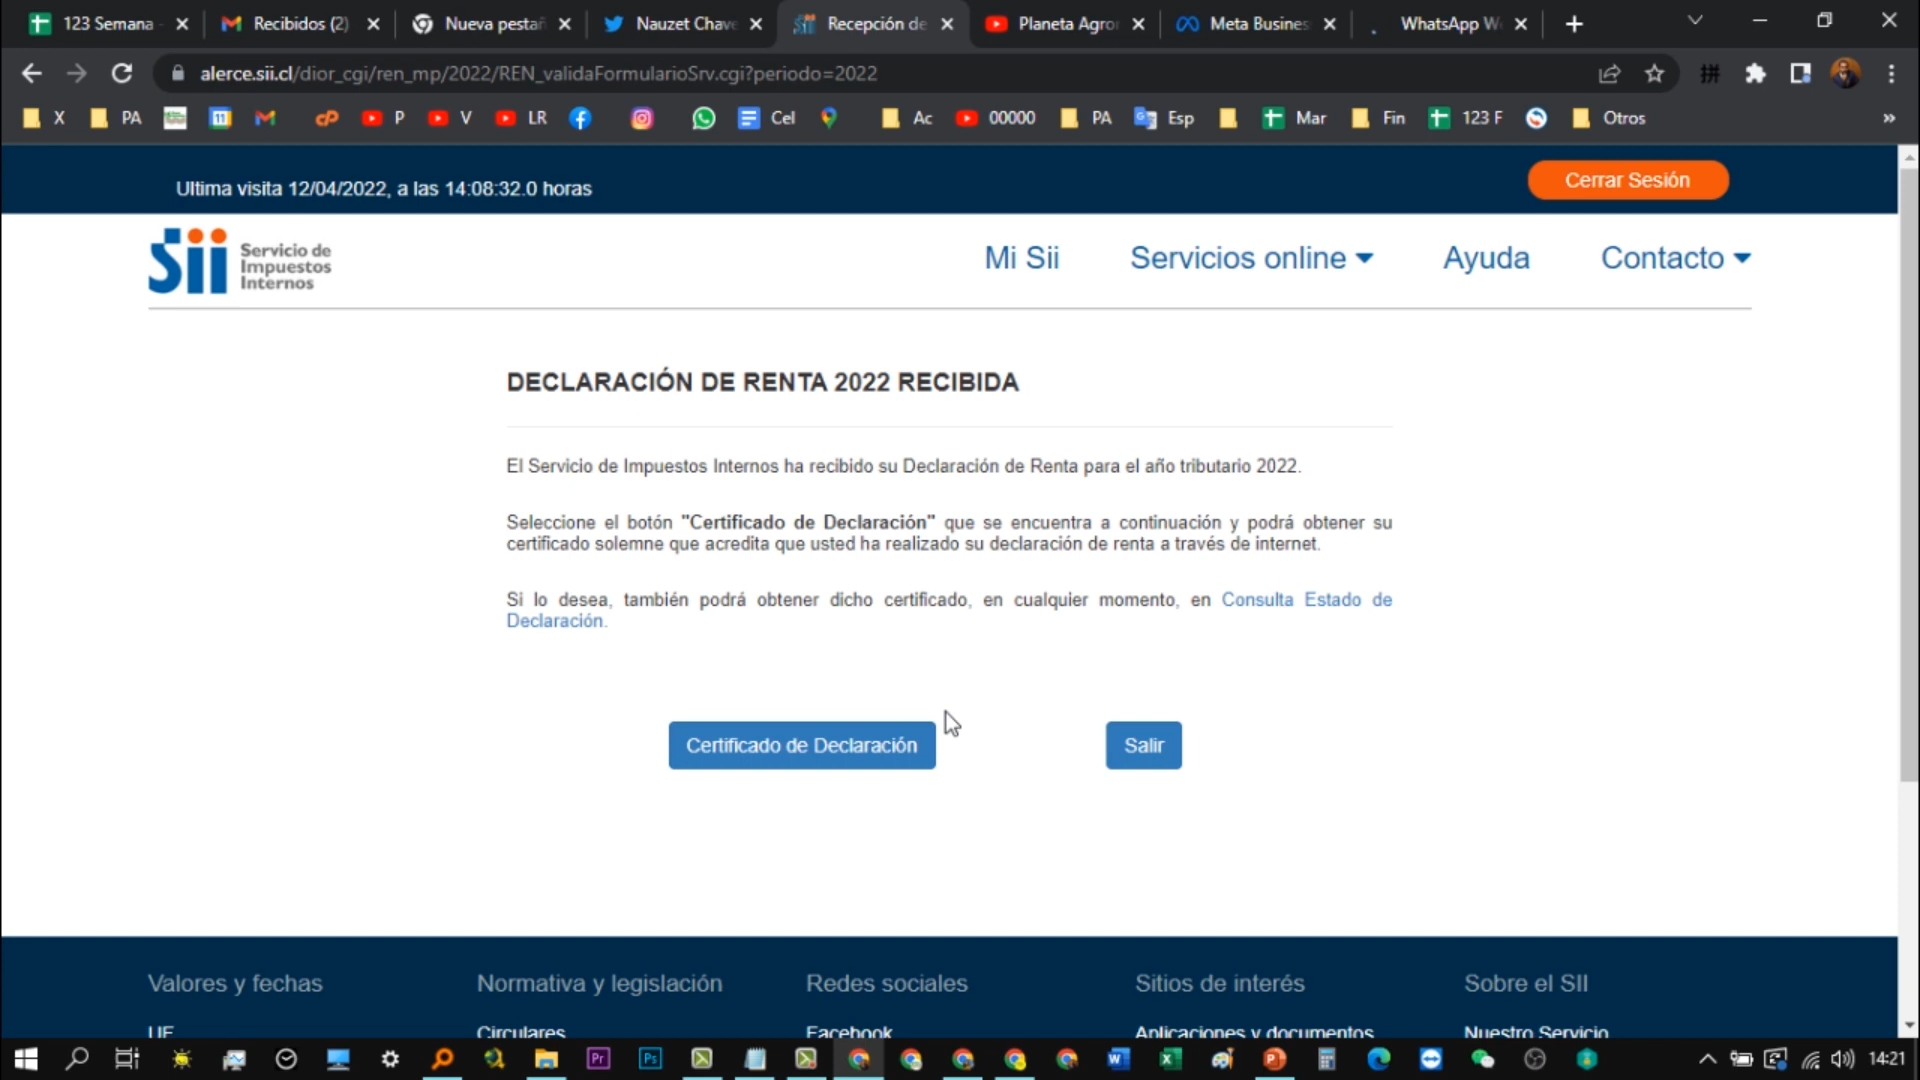 123 Semana -
Recibidos (2)
Nueva pestañ
Nauzet Chave
Recepción de
Planeta Agron
Meta Business
WhatsApp W
alerce.sii.cl/dior_cgi/ren_mp/2022/REN_validaFormularioSrv.cgi?periodo=2022
X PA P V LR Cel Ac 00000 PA Esp Mar Fin 123 F Otros »
Ultima visita 12/04/2022, a las 14:08:32.0 horas
Cerrar Sesión
Sii Servicio de
Impuestos
Internos
Mi Sii Servicios online Ayuda Contacto
DECLARACIÓN DE RENTA 2022 RECIBIDA
El Servicio de Impuestos Internos ha recibido su Declaración de Renta para el año tributario 2022.
Seleccione el botón "Certificado de Declaración" que se encuentra a continuación y podrá obtener su
certificado solemne que acredita que usted ha realizado su declaración de renta a través de internet.
Si lo desea, también podrá obtener dicho certificado, en cualquier momento, en Consulta Estado de
Declaración.
Certificado de Declaración Salir
Valores y fechas Normativa y legislación Redes sociales Sitios de interés Sobre el SII
UF Circulares Facebook Aplicaciones y documentos Nuestro Servicio
14:21